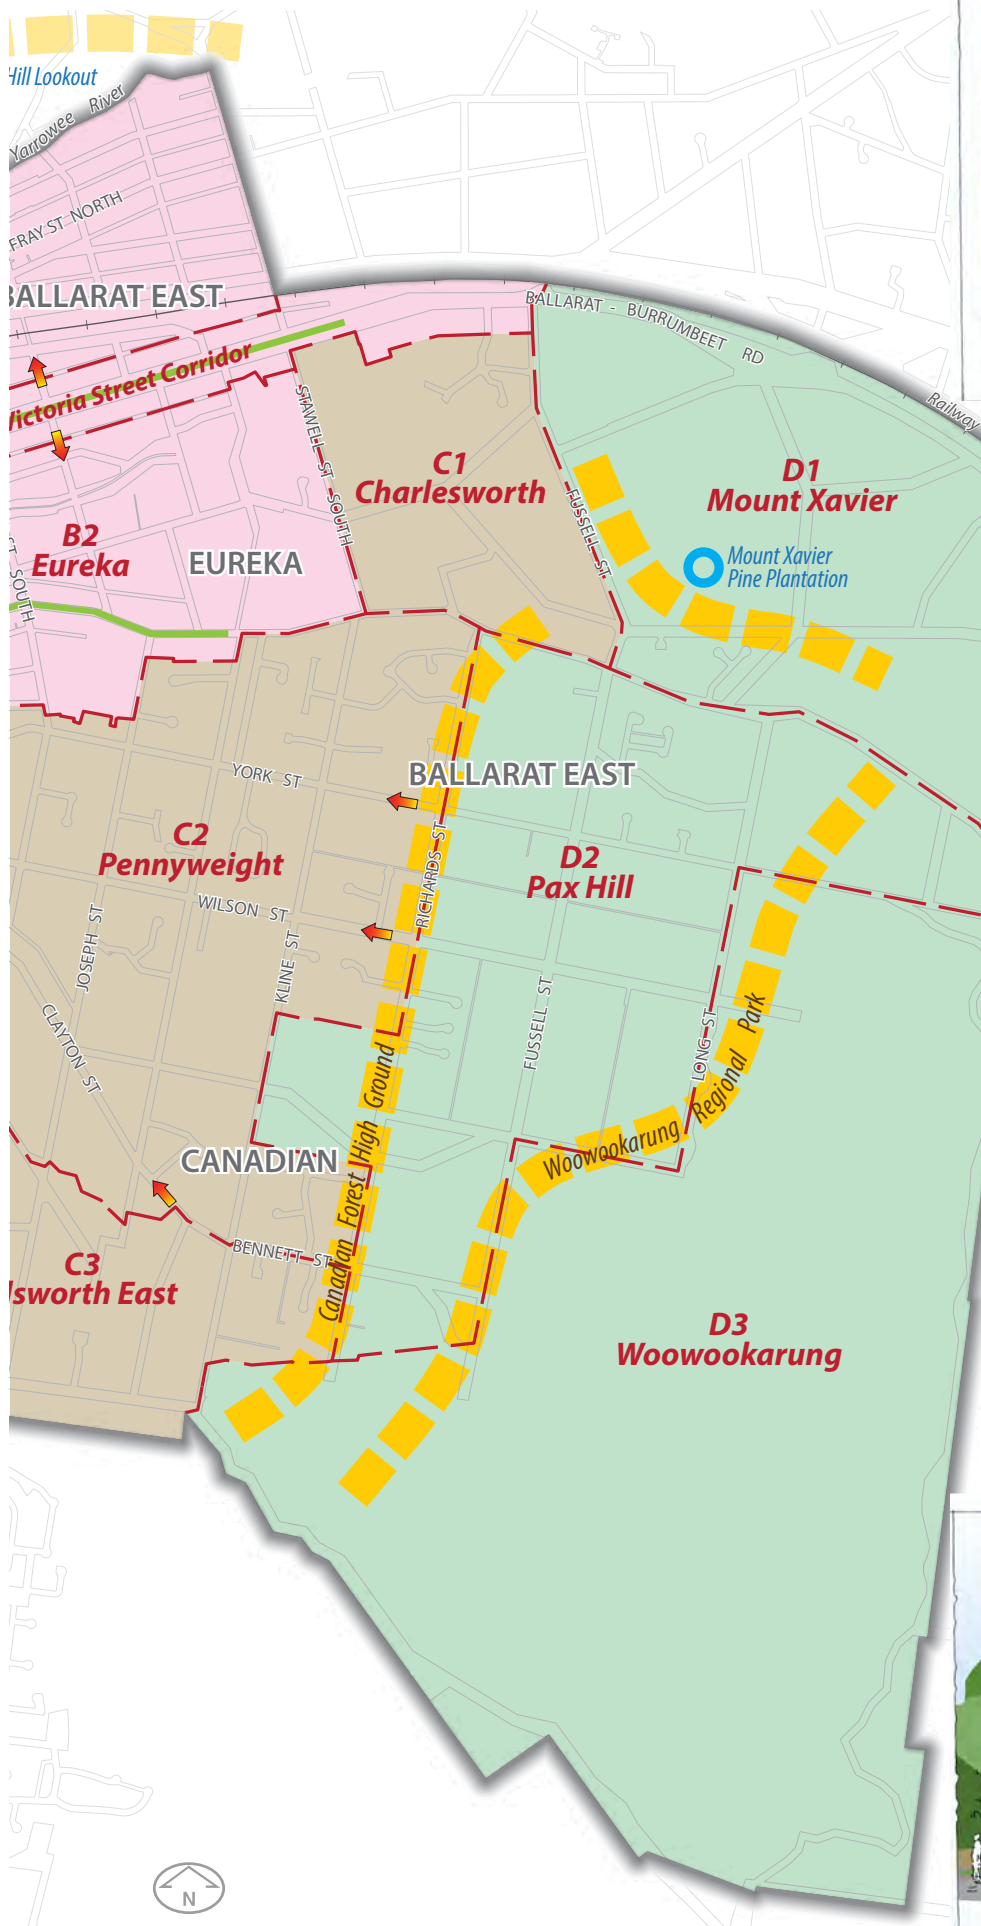 Hill Lookout
Yarrowee River
FRAY ST NORTH
BALLARAT EAST
BALLARAT - BURRUMBEET RD
Railway
Victoria Street Corridor
STAWELL ST SOUTH
C1
Charlesworth
FUSSELL ST
D1
Mount Xavier
B2
Eureka
EUREKA
Mount Xavier
Pine Plantation
ST SOUTH
YORK ST
BALLARAT EAST
C2
Pennyweight
RICHARDS ST
D2
Pax Hill
WILSON ST
JOSEPH ST
KLINE ST
FUSSELL ST
LONG ST
CLAYTON ST
Woowookarung Regional Park
CANADIAN
Canadian Forest High Ground
BENNETT ST
C3
lsworth East
D3
Woowookarung
N